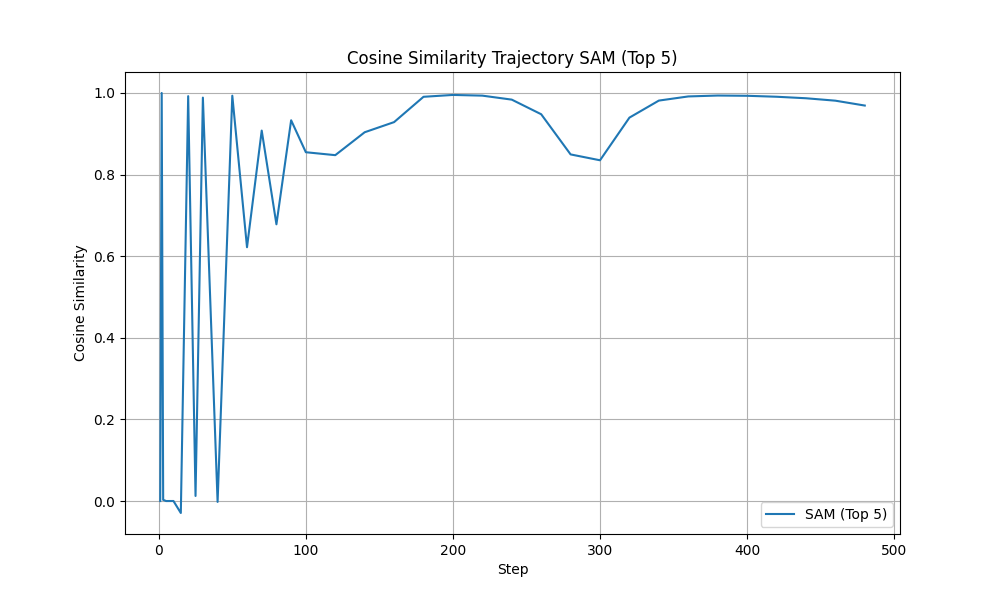 Cosine Similarity Trajectory SAM (Top 5)
1.0
0.8
0.6
0.4
0.2
0.0
Cosine Similarity
SAM (Top 5)
0 100 200 300 400 500
Step